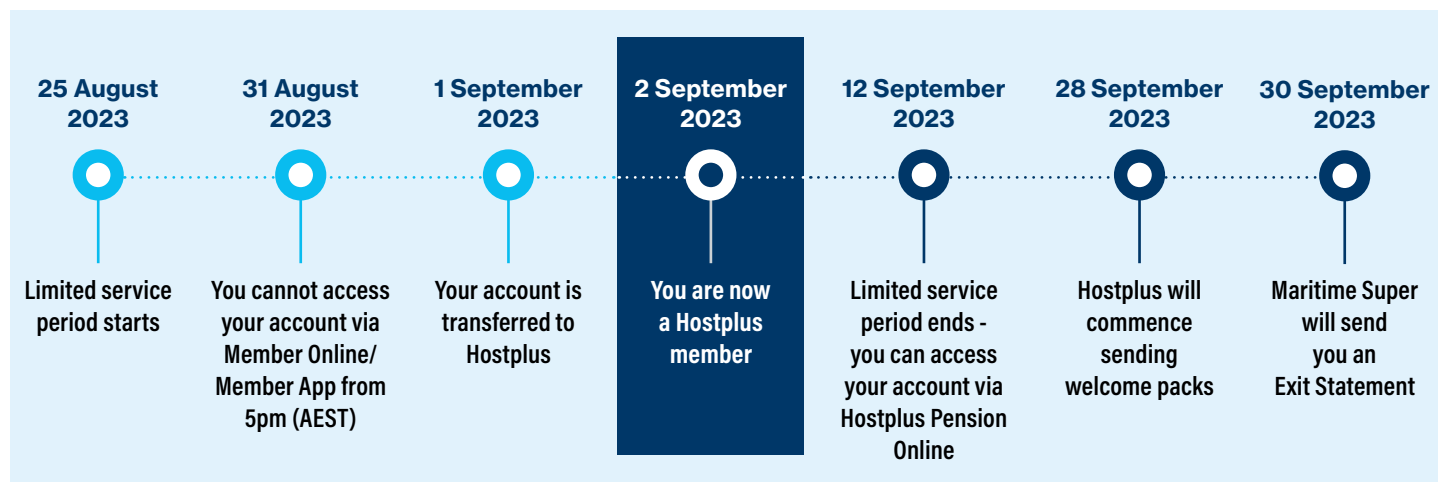 25 August
2023
Limited service
period starts
31 August
2023
You cannot access
your account via
Member Online/
Member App from
5pm (AEST)
1 September
2023
Your account is
transferred to
Hostplus
2 September
2023
You are now
a Hostplus
member
12 September
2023
Limited service
period ends -
you can access
your account via
Hostplus Pension
Online
28 September
2023
Hostplus will
commence
sending
welcome packs
30 September
2023
Maritime Super
will send
you an
Exit Statement